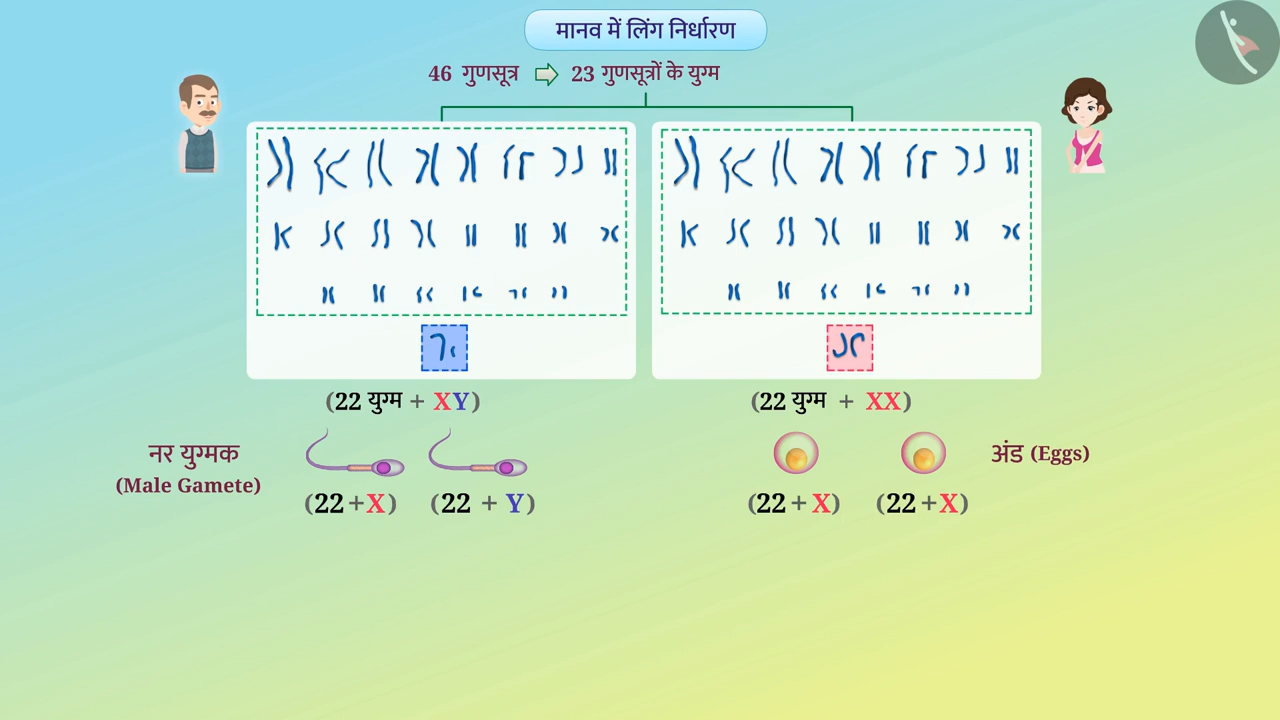 मानव में लिंग निर्धारण
46 गुणसूत्र 23 गुणसूत्रों के युग्म
(22 युग्म + XY) (22 युग्म + XX)
नर युग्मक अंड (Eggs)
(Male Gamete)
(22+X) (22 + Y) (22+X) (22+X)